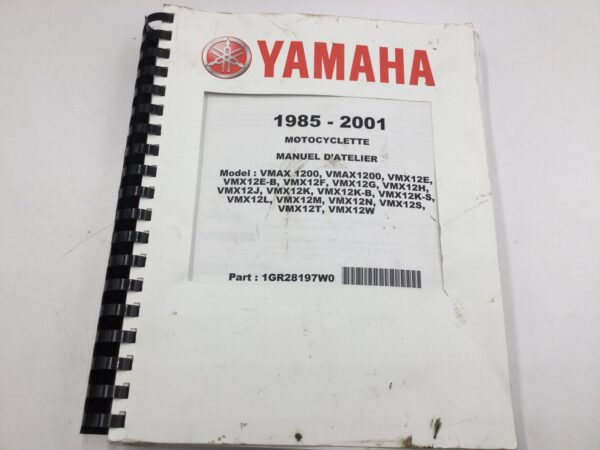 YAMAHA
1985 - 2001
MOTOCYCLETTE
MANUEL D'ATELIER
Model : VMAX 1200, VMAX1200, VMX12E,
VMX12E-B, VMX12F, VMX12G, VMX12H,
VMX12J, VMX12K, VMX12K-B, VMX12K-S,
VMX12L, VMX12M, VMX12N, VMX12S,
VMX12T, VMX12W
Part : 1GR28197W0